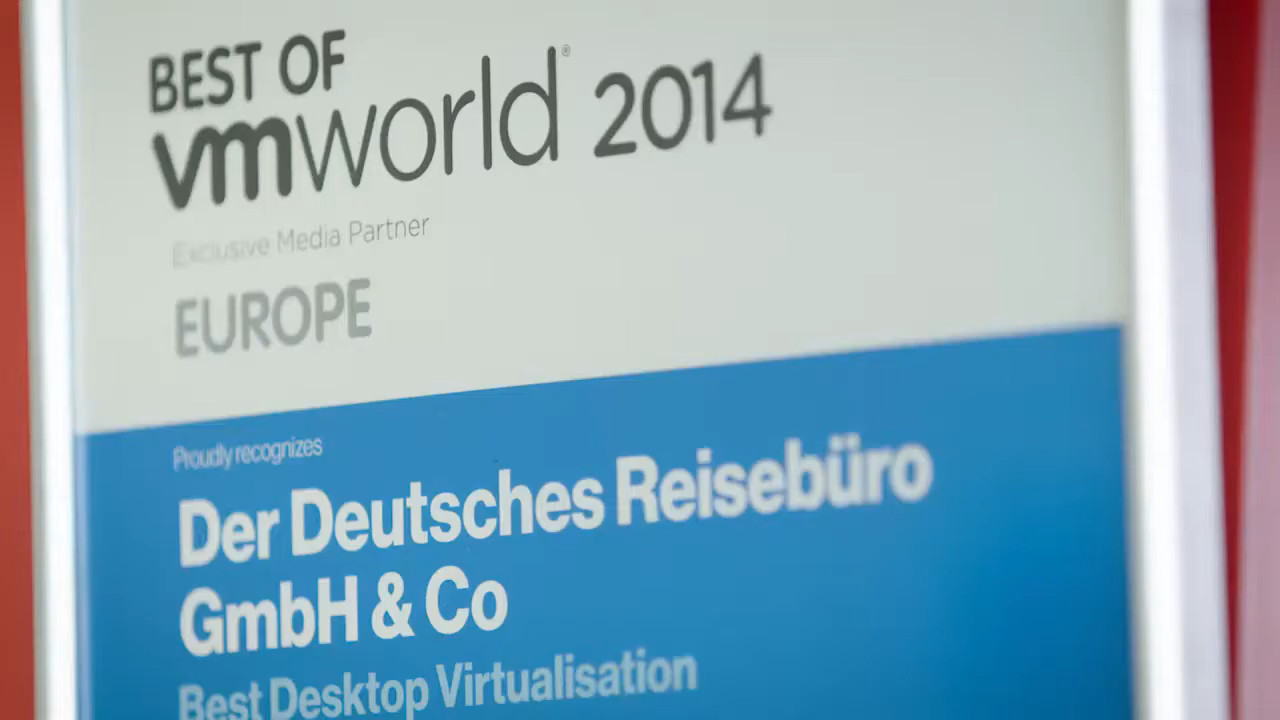 BEST OF
vmworld® 2014
Exclusive Media Partner
EUROPE
Proudly recognizes
Der Deutsches Reisebüro
GmbH & Co
Best Desktop Virtualisation